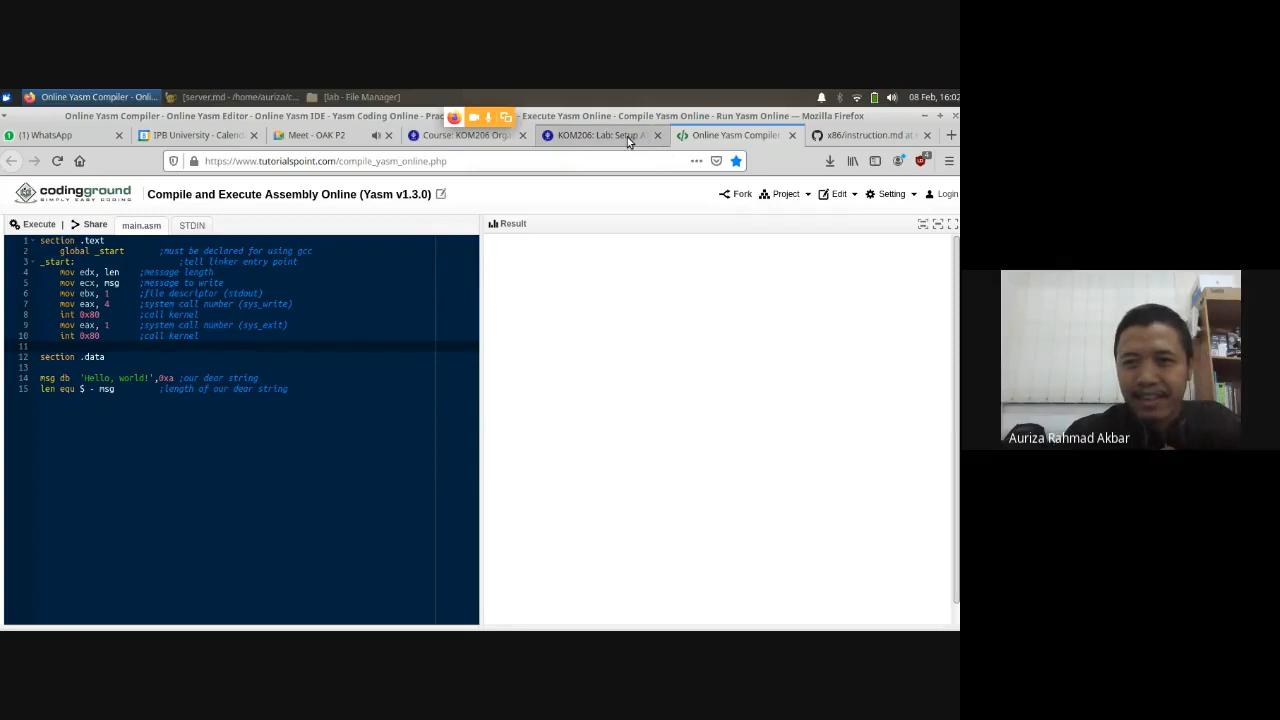 Online Yasm Compiler - Onli...
[server.md - /home/auriza/c...
[lab - File Manager]
08 Feb, 16:02
Online Yasm Compiler - Online Yasm Editor - Online Yasm IDE - Yasm Coding Online - Prac
Execute Yasm Online - Compile Yasm Online - Run Yasm Online — Mozilla Firefox
(1) WhatsApp
IPB University - Calend
Meet - OAK P2
Course: KOM206 Orga
KOM206: Lab: Setup A
Online Yasm Compiler
x86/instruction.md at
https://www.tutorialspoint.com/compile_yasm_online.php
4
codingground
SIMPLY EASY CODING
Compile and Execute Assembly Online (Yasm v1.3.0)
Fork
Project
Edit
Setting
Login
Execute |
Share
main.asm
STDIN
Result
1 section .text
2 global _start ;must be declared for using gcc
3 _start: ;tell linker entry point
4 mov edx, len ;message length
5 mov ecx, msg ;message to write
6 mov ebx, 1 ;file descriptor (stdout)
7 mov eax, 4 ;system call number (sys_write)
8 int 0x80 ;call kernel
9 mov eax, 1 ;system call number (sys_exit)
10 int 0x80 ;call kernel
11
12 section .data
13
14 msg db 'Hello, world!',0xa ;our dear string
15 len equ $ - msg ;length of our dear string
Auriza Rahmad Akbar